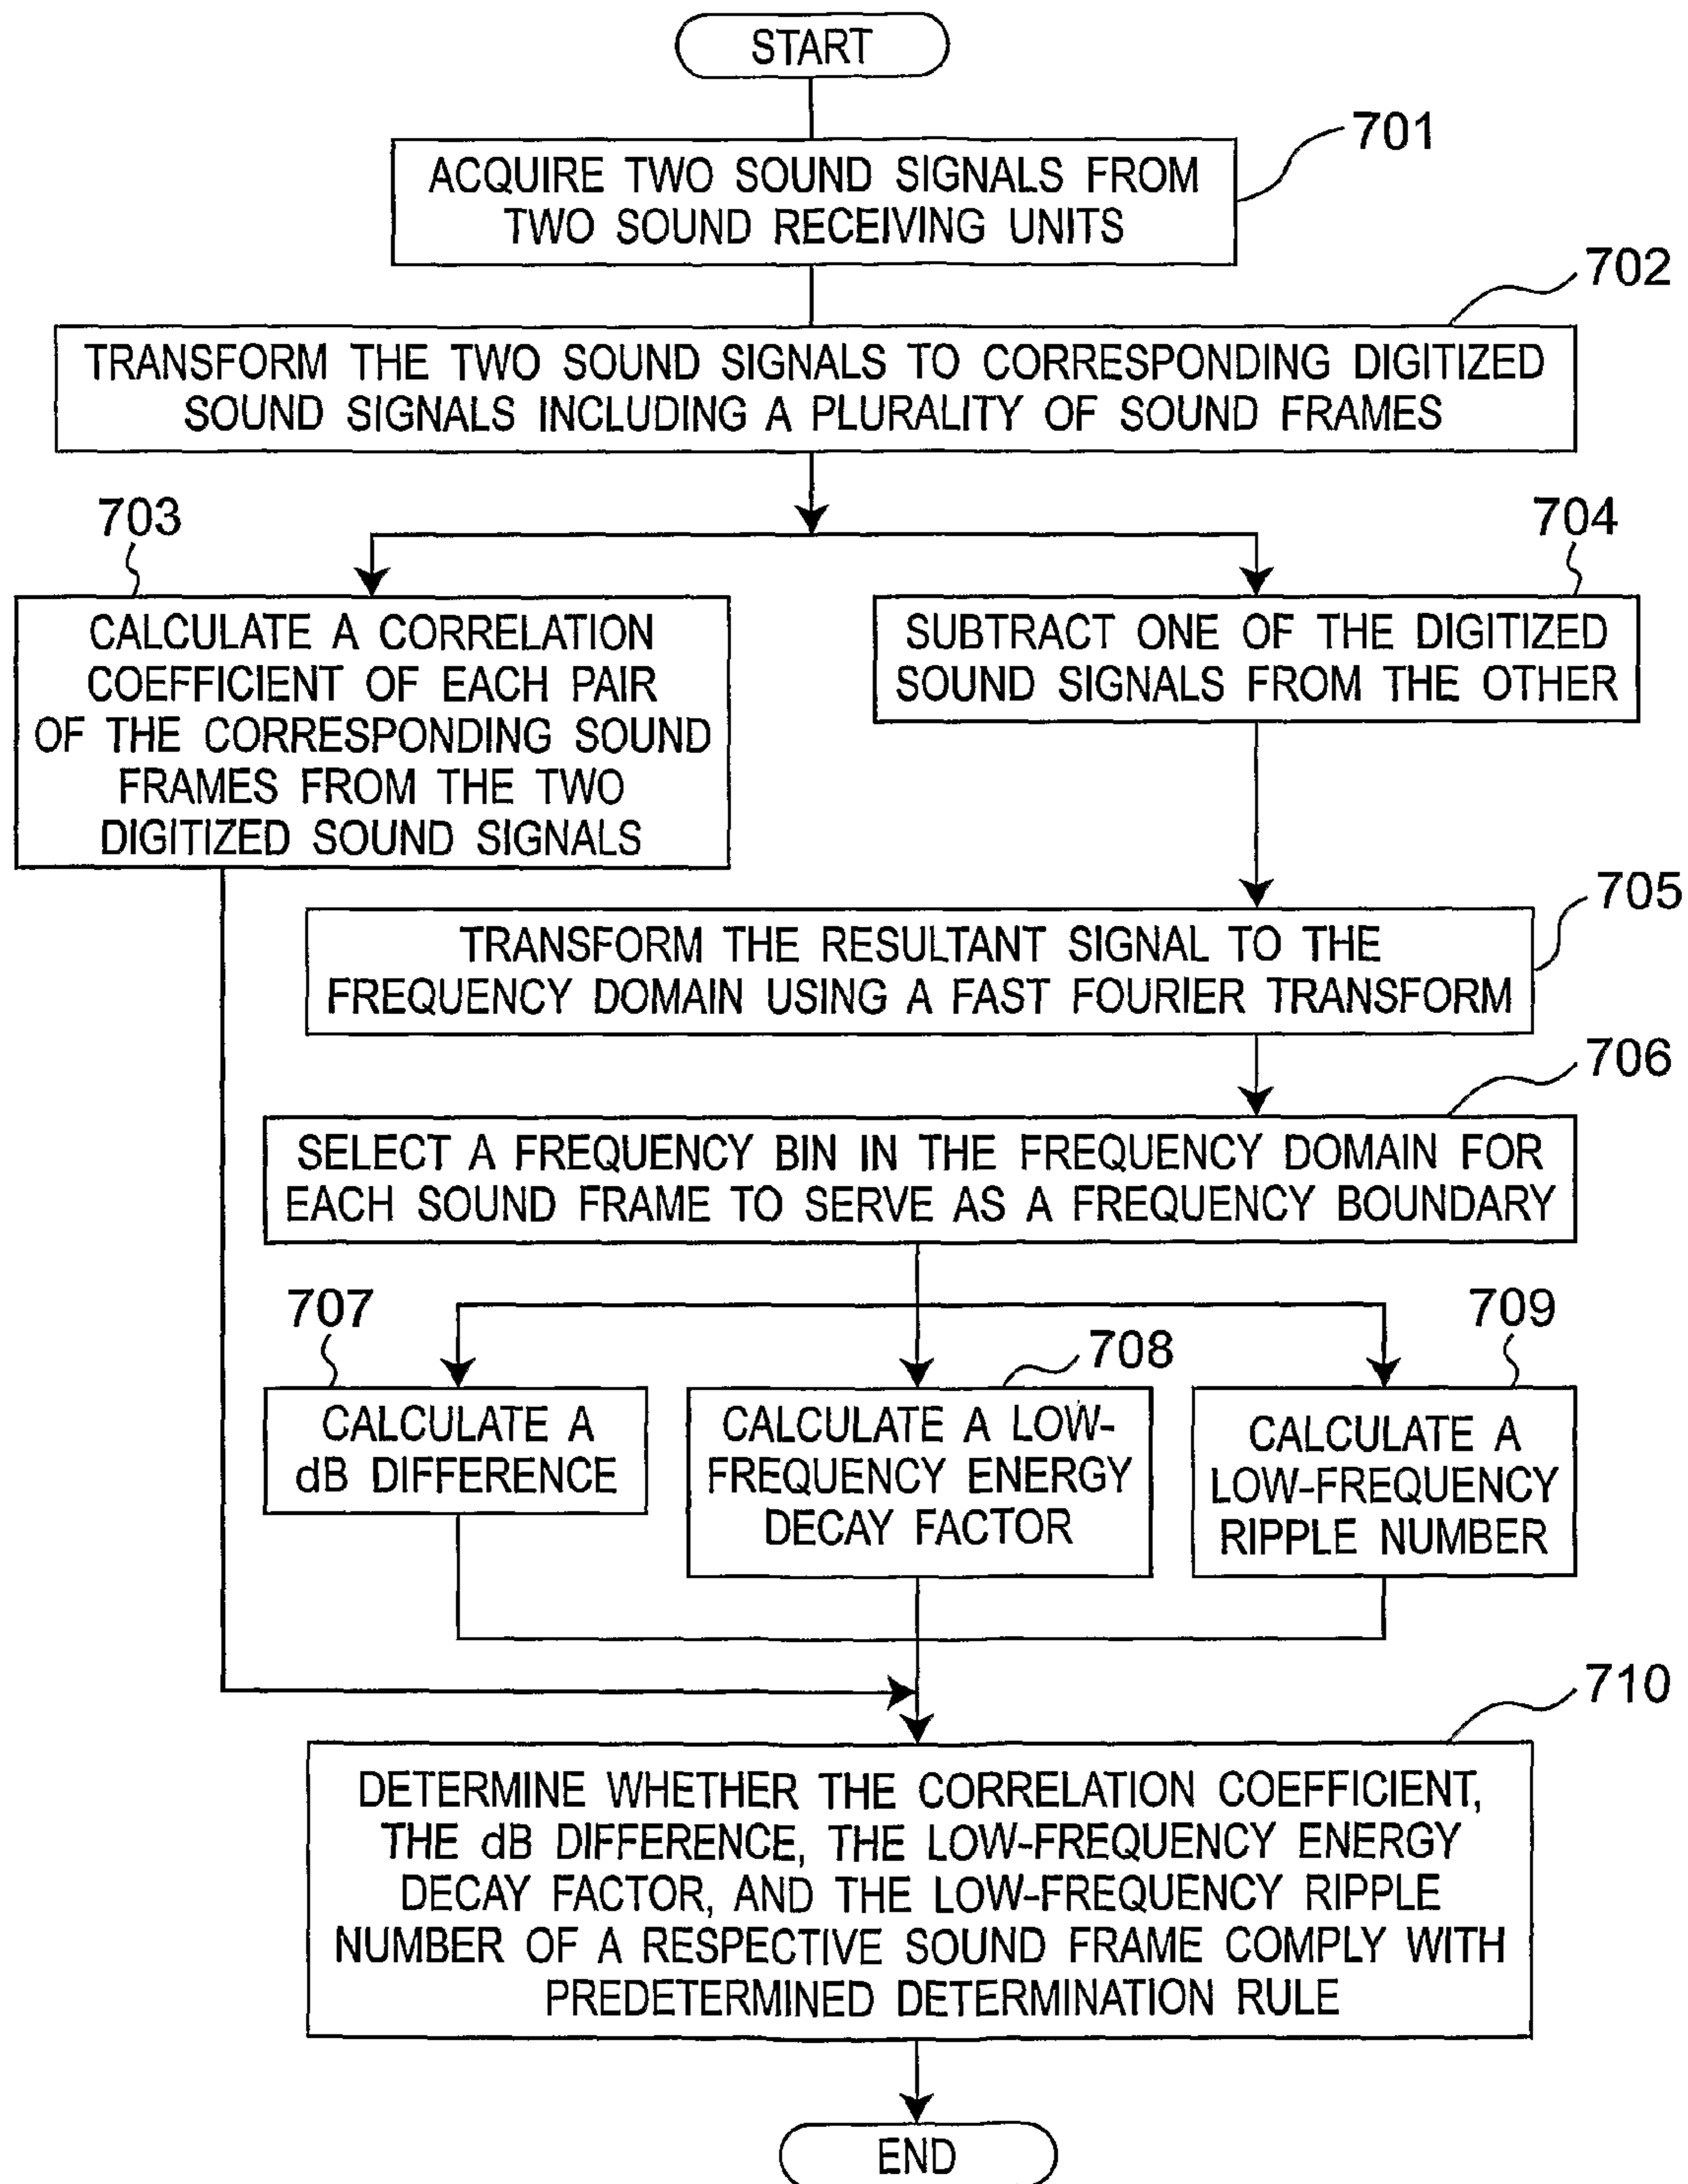 START
701
ACQUIRE TWO SOUND SIGNALS FROM
TWO SOUND RECEIVING UNITS
702
TRANSFORM THE TWO SOUND SIGNALS TO CORRESPONDING DIGITIZED
SOUND SIGNALS INCLUDING A PLURALITY OF SOUND FRAMES
703
CALCULATE A CORRELATION
COEFFICIENT OF EACH PAIR
OF THE CORRESPONDING SOUND
FRAMES FROM THE TWO
DIGITIZED SOUND SIGNALS
704
SUBTRACT ONE OF THE DIGITIZED
SOUND SIGNALS FROM THE OTHER
705
TRANSFORM THE RESULTANT SIGNAL TO THE
FREQUENCY DOMAIN USING A FAST FOURIER TRANSFORM
706
SELECT A FREQUENCY BIN IN THE FREQUENCY DOMAIN FOR
EACH SOUND FRAME TO SERVE AS A FREQUENCY BOUNDARY
707
CALCULATE A
dB DIFFERENCE
708
CALCULATE A LOW-
FREQUENCY ENERGY
DECAY FACTOR
709
CALCULATE A
LOW-FREQUENCY
RIPPLE NUMBER
710
DETERMINE WHETHER THE CORRELATION COEFFICIENT,
THE dB DIFFERENCE, THE LOW-FREQUENCY ENERGY
DECAY FACTOR, AND THE LOW-FREQUENCY RIPPLE
NUMBER OF A RESPECTIVE SOUND FRAME COMPLY WITH
PREDETERMINED DETERMINATION RULE
END